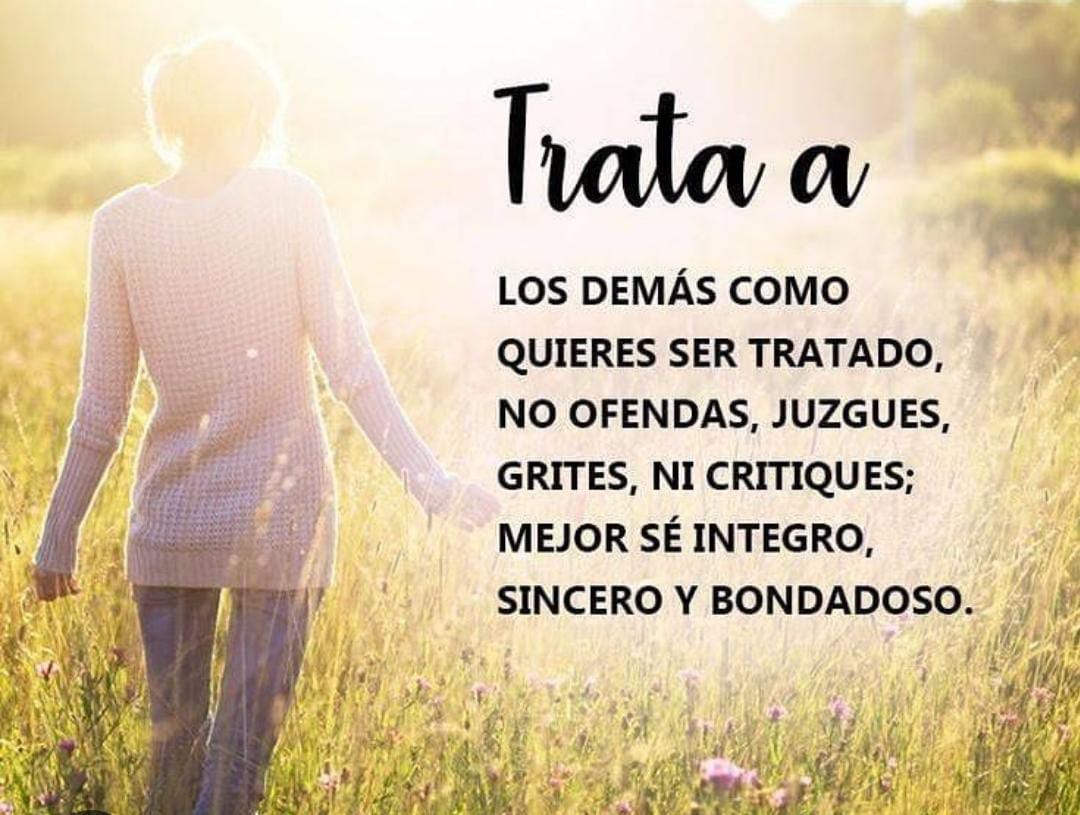 Trata a
LOS DEMÁS COMO
QUIERES SER TRATADO,
NO OFENDAS, JUZGUES,
GRITES, NI CRITIQUES;
MEJOR SÉ INTEGRO,
SINCERO Y BONDADOSO.